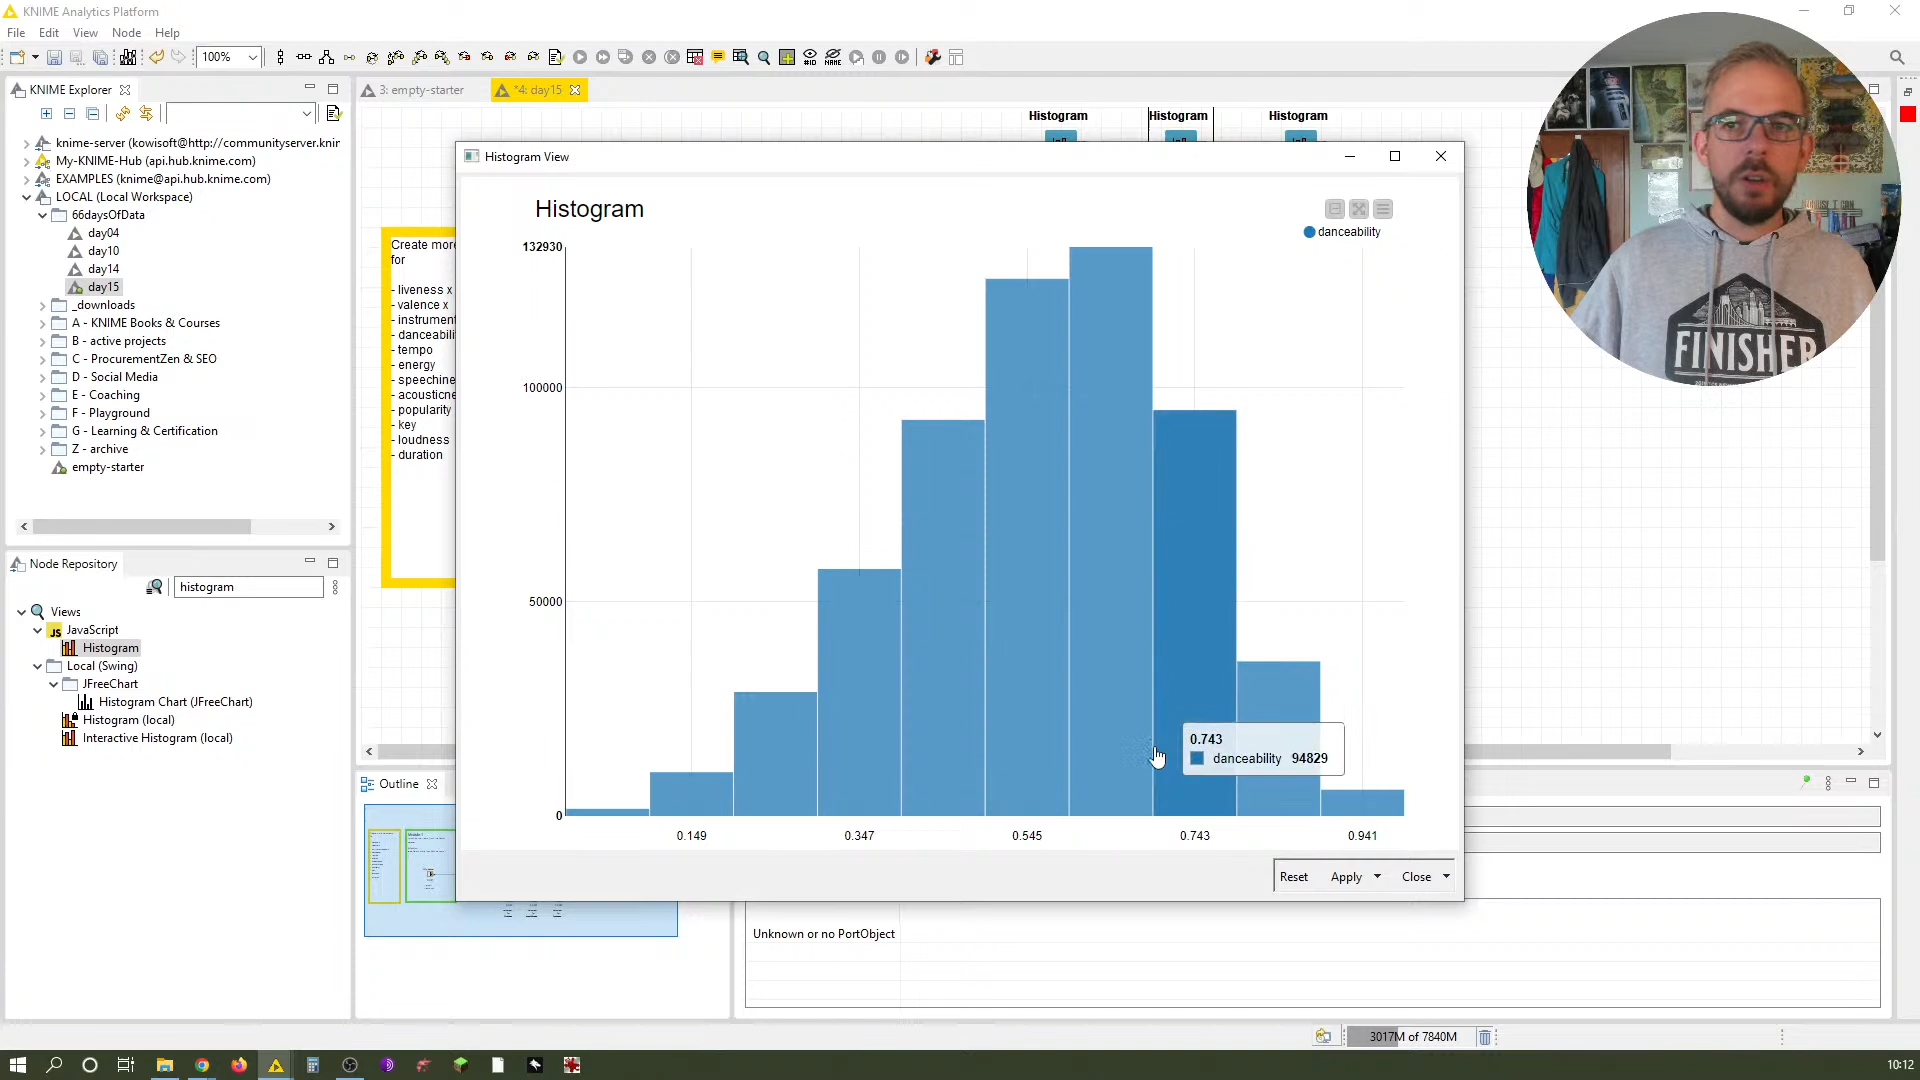 KNIME Analytics Platform
File Edit View Node Help
100%
#ID
NAME
KNIME Explorer
3: empty-starter
*4: day15
knime-server (kowisoft@http://communityserver.knir
My-KNIME-Hub (api.hub.knime.com)
EXAMPLES (knime@api.hub.knime.com)
LOCAL (Local Workspace)
66daysOfData
day04
day10
day14
day15
_downloads
A - KNIME Books & Courses
B - active projects
C - ProcurementZen & SEO
D - Social Media
E - Coaching
F - Playground
G - Learning & Certification
Z - archive
empty-starter
Node Repository
histogram
Views
JS JavaScript
Histogram
Local (Swing)
JFreeChart
Histogram Chart (JFreeChart)
Histogram (local)
Interactive Histogram (local)
Histogram Histogram Histogram
Create more
for
- liveness x
- valence x
- instrument
- danceabili
- tempo
- energy
- speechine
- acousticne
- popularity
- key
- loudness
- duration
Histogram View
Histogram
danceability
132930
100000
50000
0
0.149 0.347 0.545 0.743 0.941
0.743
danceability 94829
Reset Apply Close
Outline
Unknown or no PortObject
3017M of 7840M
10:12
FINISHER